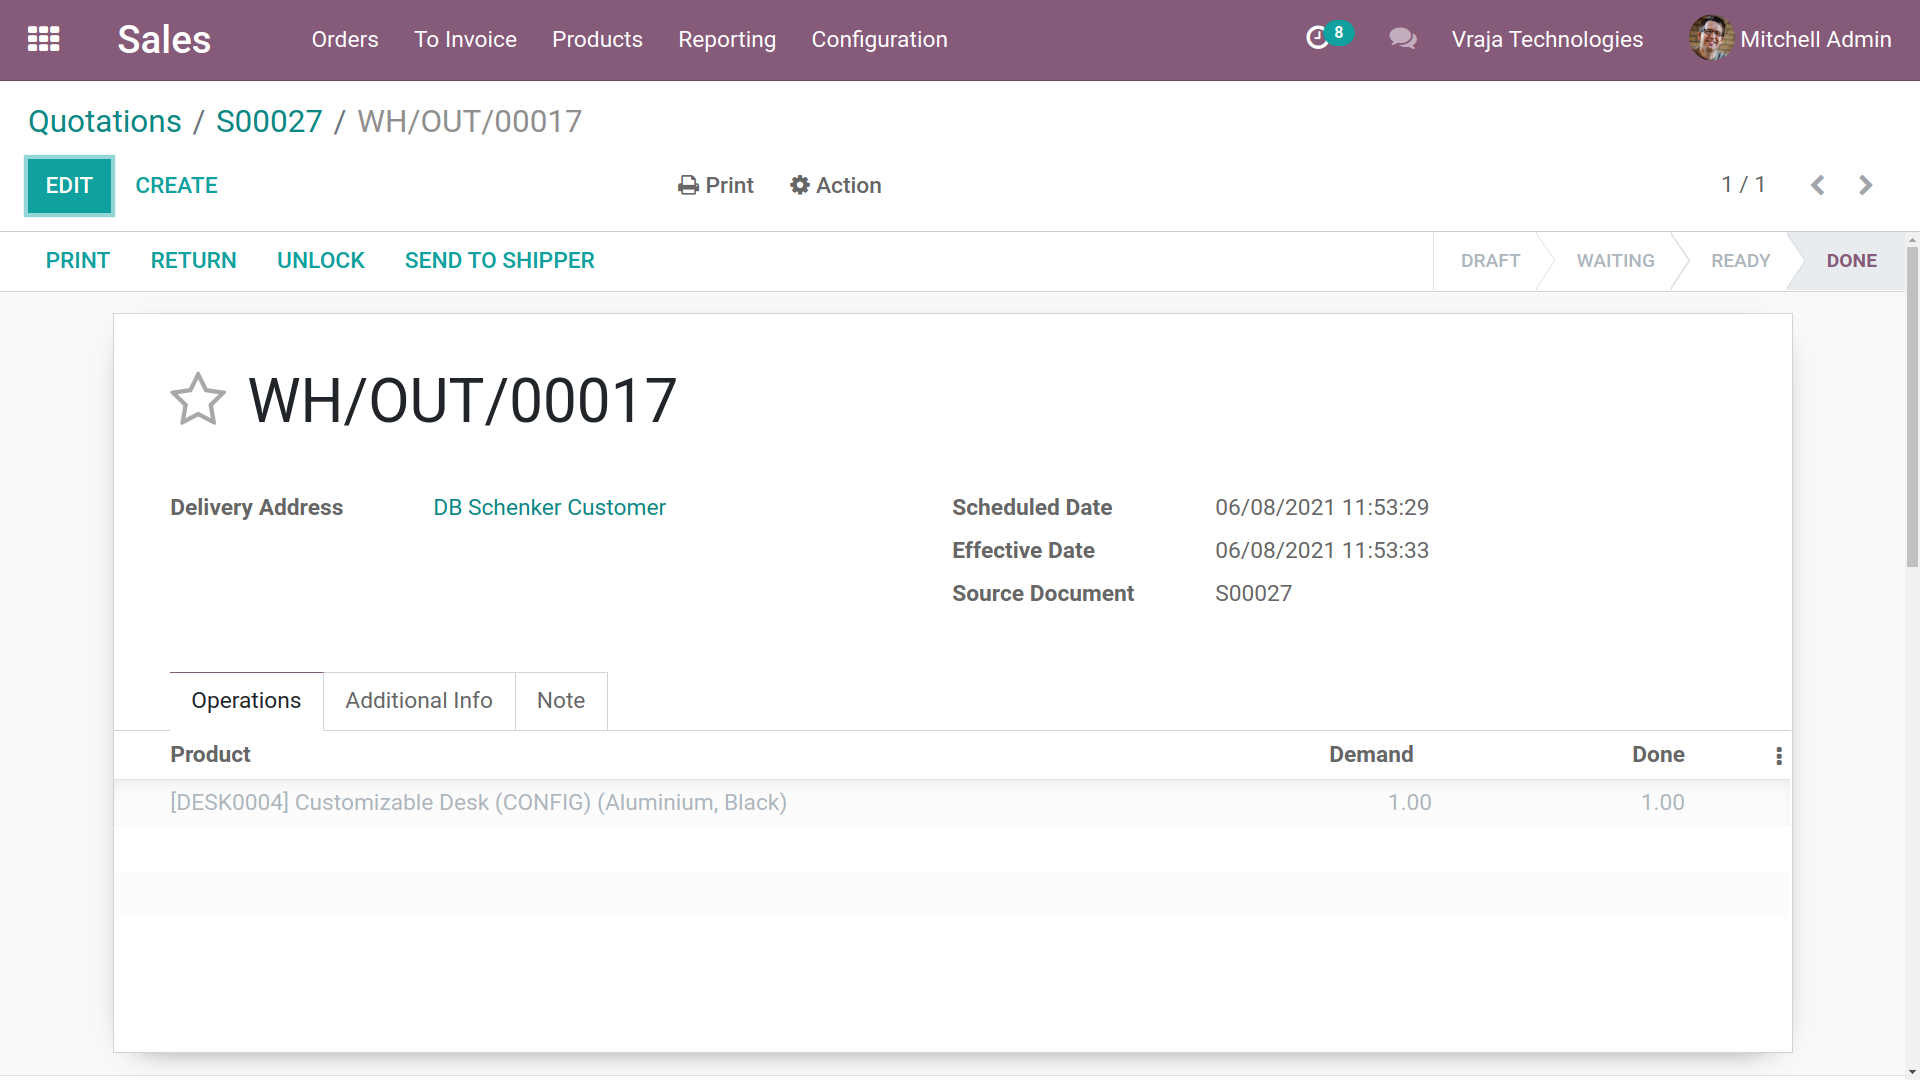 Sales Orders To Invoice Products Reporting Configuration 8 Vraja Technologies Mitchell Admin
Quotations / S00027 / WH/OUT/00017
EDIT CREATE Print Action 1 / 1
PRINT RETURN UNLOCK SEND TO SHIPPER DRAFT WAITING READY DONE
WH/OUT/00017
Delivery Address DB Schenker Customer Scheduled Date 06/08/2021 11:53:29
Effective Date 06/08/2021 11:53:33
Source Document S00027
Operations Additional Info Note
Product Demand Done
[DESK0004] Customizable Desk (CONFIG) (Aluminium, Black) 1.00 1.00